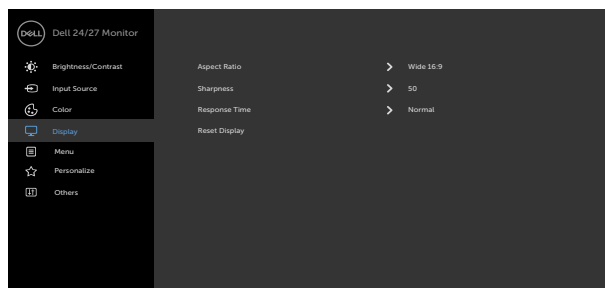 DELL Dell 24/27 Monitor
Brightness/Contrast
Input Source
Color
Display
Menu
Personalize
Others
Aspect Ratio Wide 16:9
Sharpness 50
Response Time Normal
Reset Display